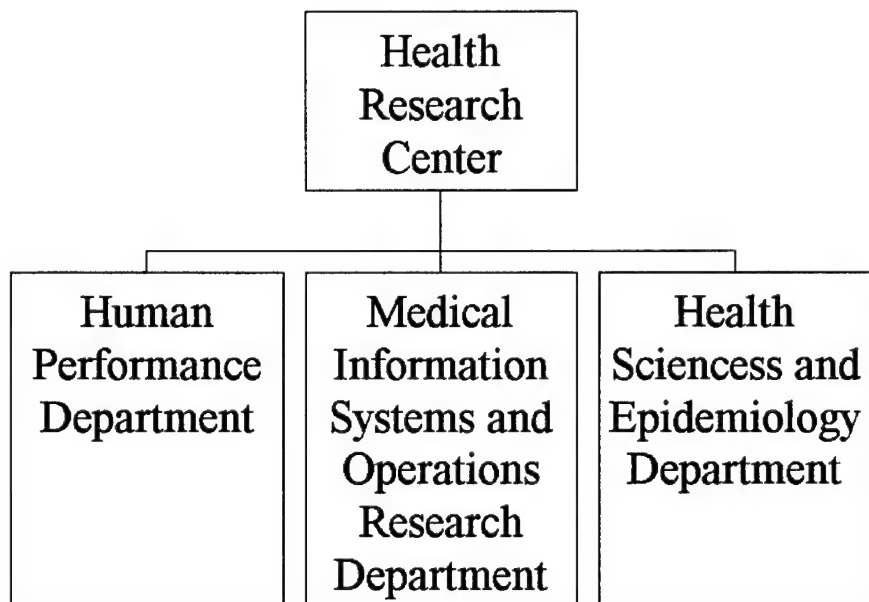 Health
Research
Center
Human
Performance
Department
Medical
Information
Systems and
Operations
Research
Department
Health
Sciencess and
Epidemiology
Department